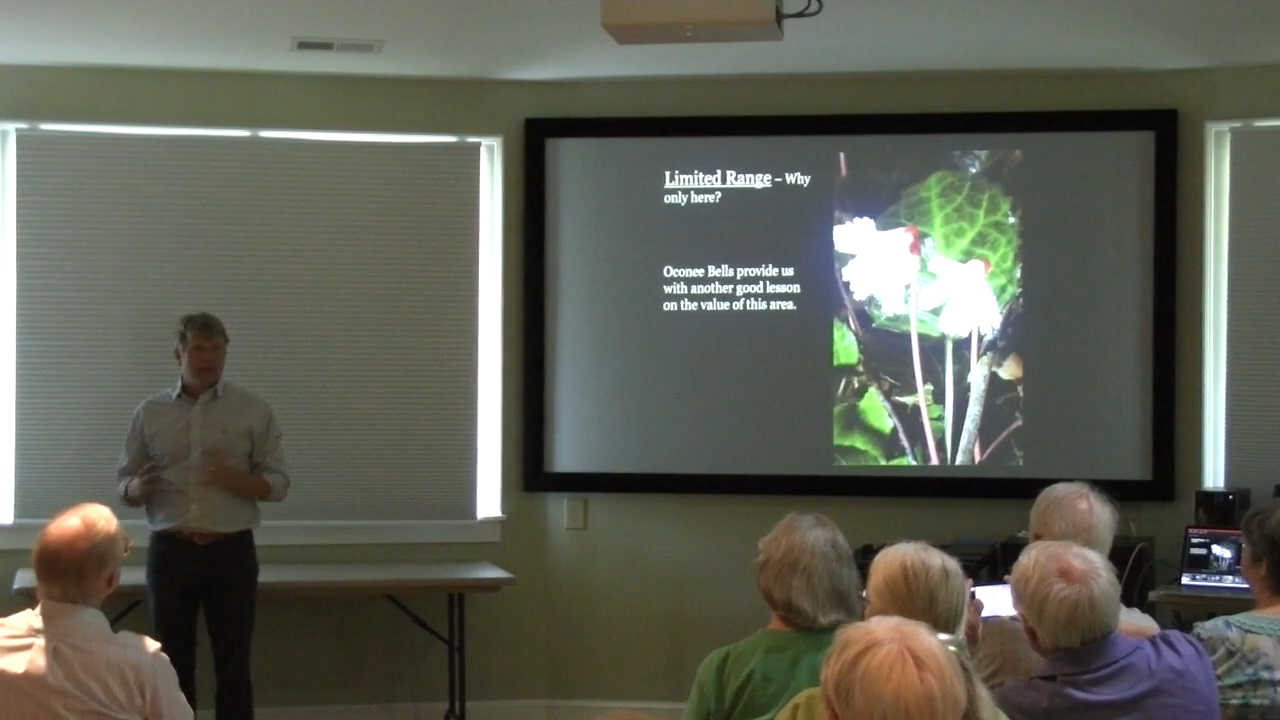 Limited Range – Why
only here?
Oconee Bells provide us
with another good lesson
on the value of this area.